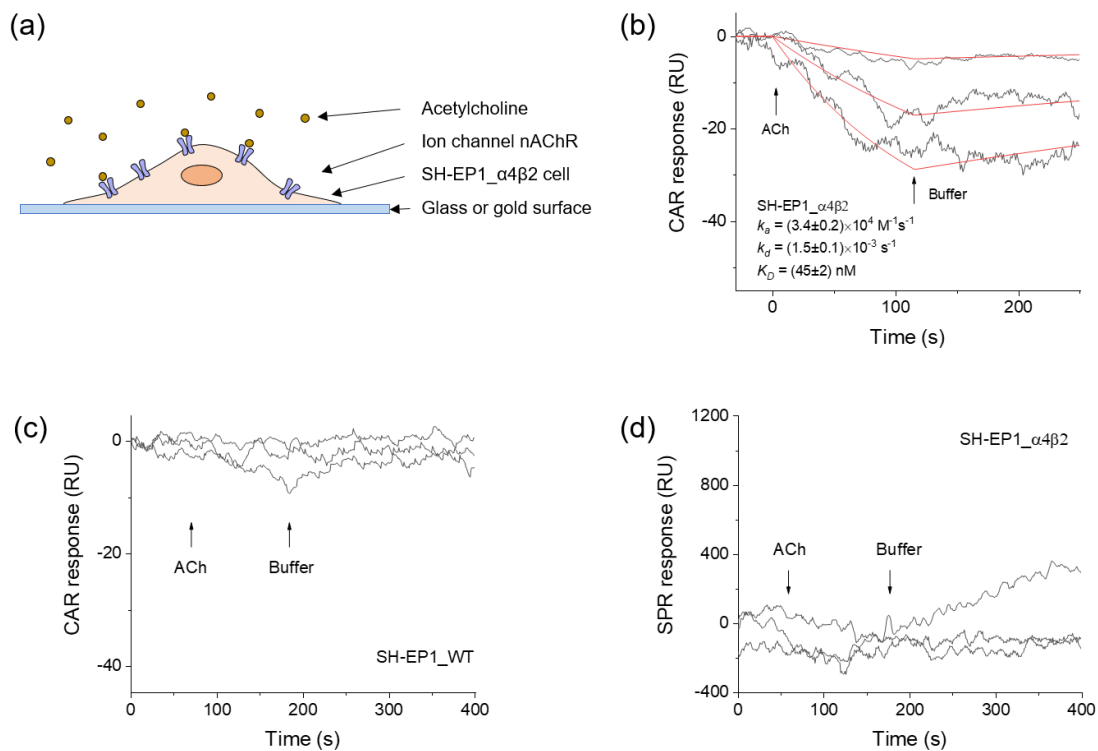 (a)
Acetylcholine
Ion channel nAChR
SH-EP1_α4β2 cell
Glass or gold surface
(b)
CAR response (RU)
0
-20
-40
ACh
Buffer
SH-EP1_α4β2
kₐ = (3.4±0.2)×10⁴ M⁻¹s⁻¹
k_d = (1.5±0.1)×10⁻³ s⁻¹
K_D = (45±2) nM
0 100 200
Time (s)
(c)
CAR response (RU)
0
-20
-40
ACh
Buffer
SH-EP1_WT
0 100 200 300 400
Time (s)
(d)
SPR response (RU)
1200
800
400
0
-400
SH-EP1_α4β2
ACh
Buffer
0 100 200 300 400
Time (s)